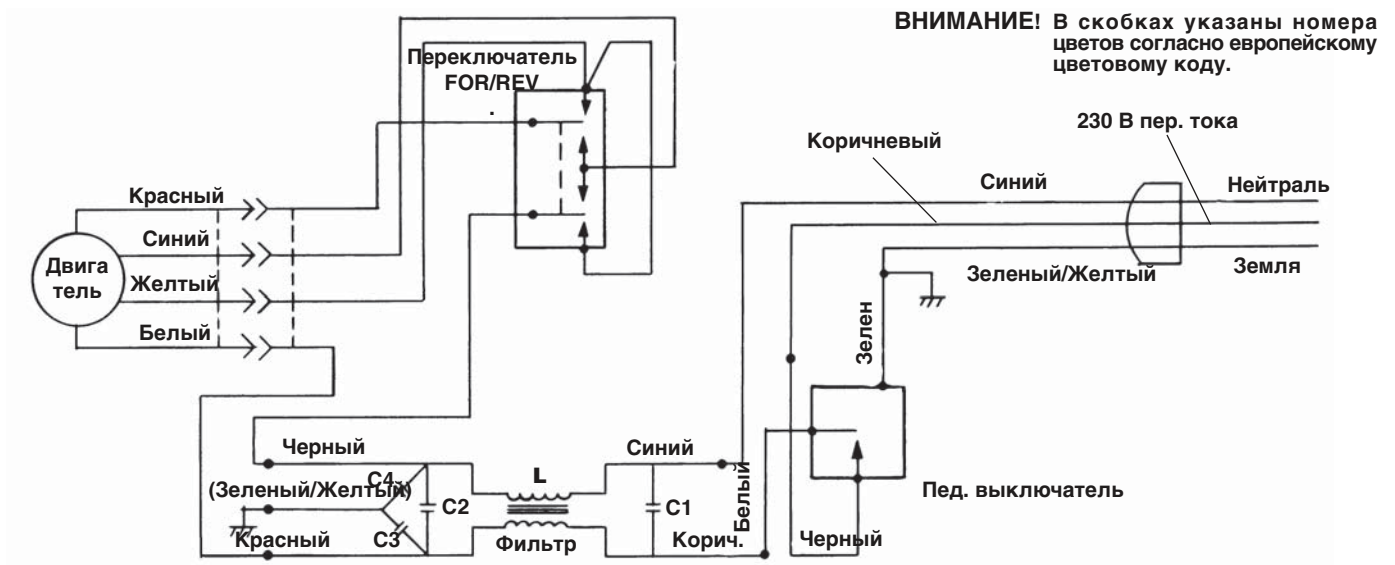 ВНИМАНИЕ! В скобках указаны номера
цветов согласно европейскому
цветовому коду.
Переключатель
FOR/REV
230 В пер. тока
Коричневый
Красный
Синий
Нейтраль
Синий
Двига
тель
Желтый
Зеленый/Желтый
Земля
Белый
Зелен
Черный
Синий
L
C4
(Зеленый/Желтый)
C2
C1
Белый
Пед. выключатель
Красный
C3
Фильтр
Корич.
Черный